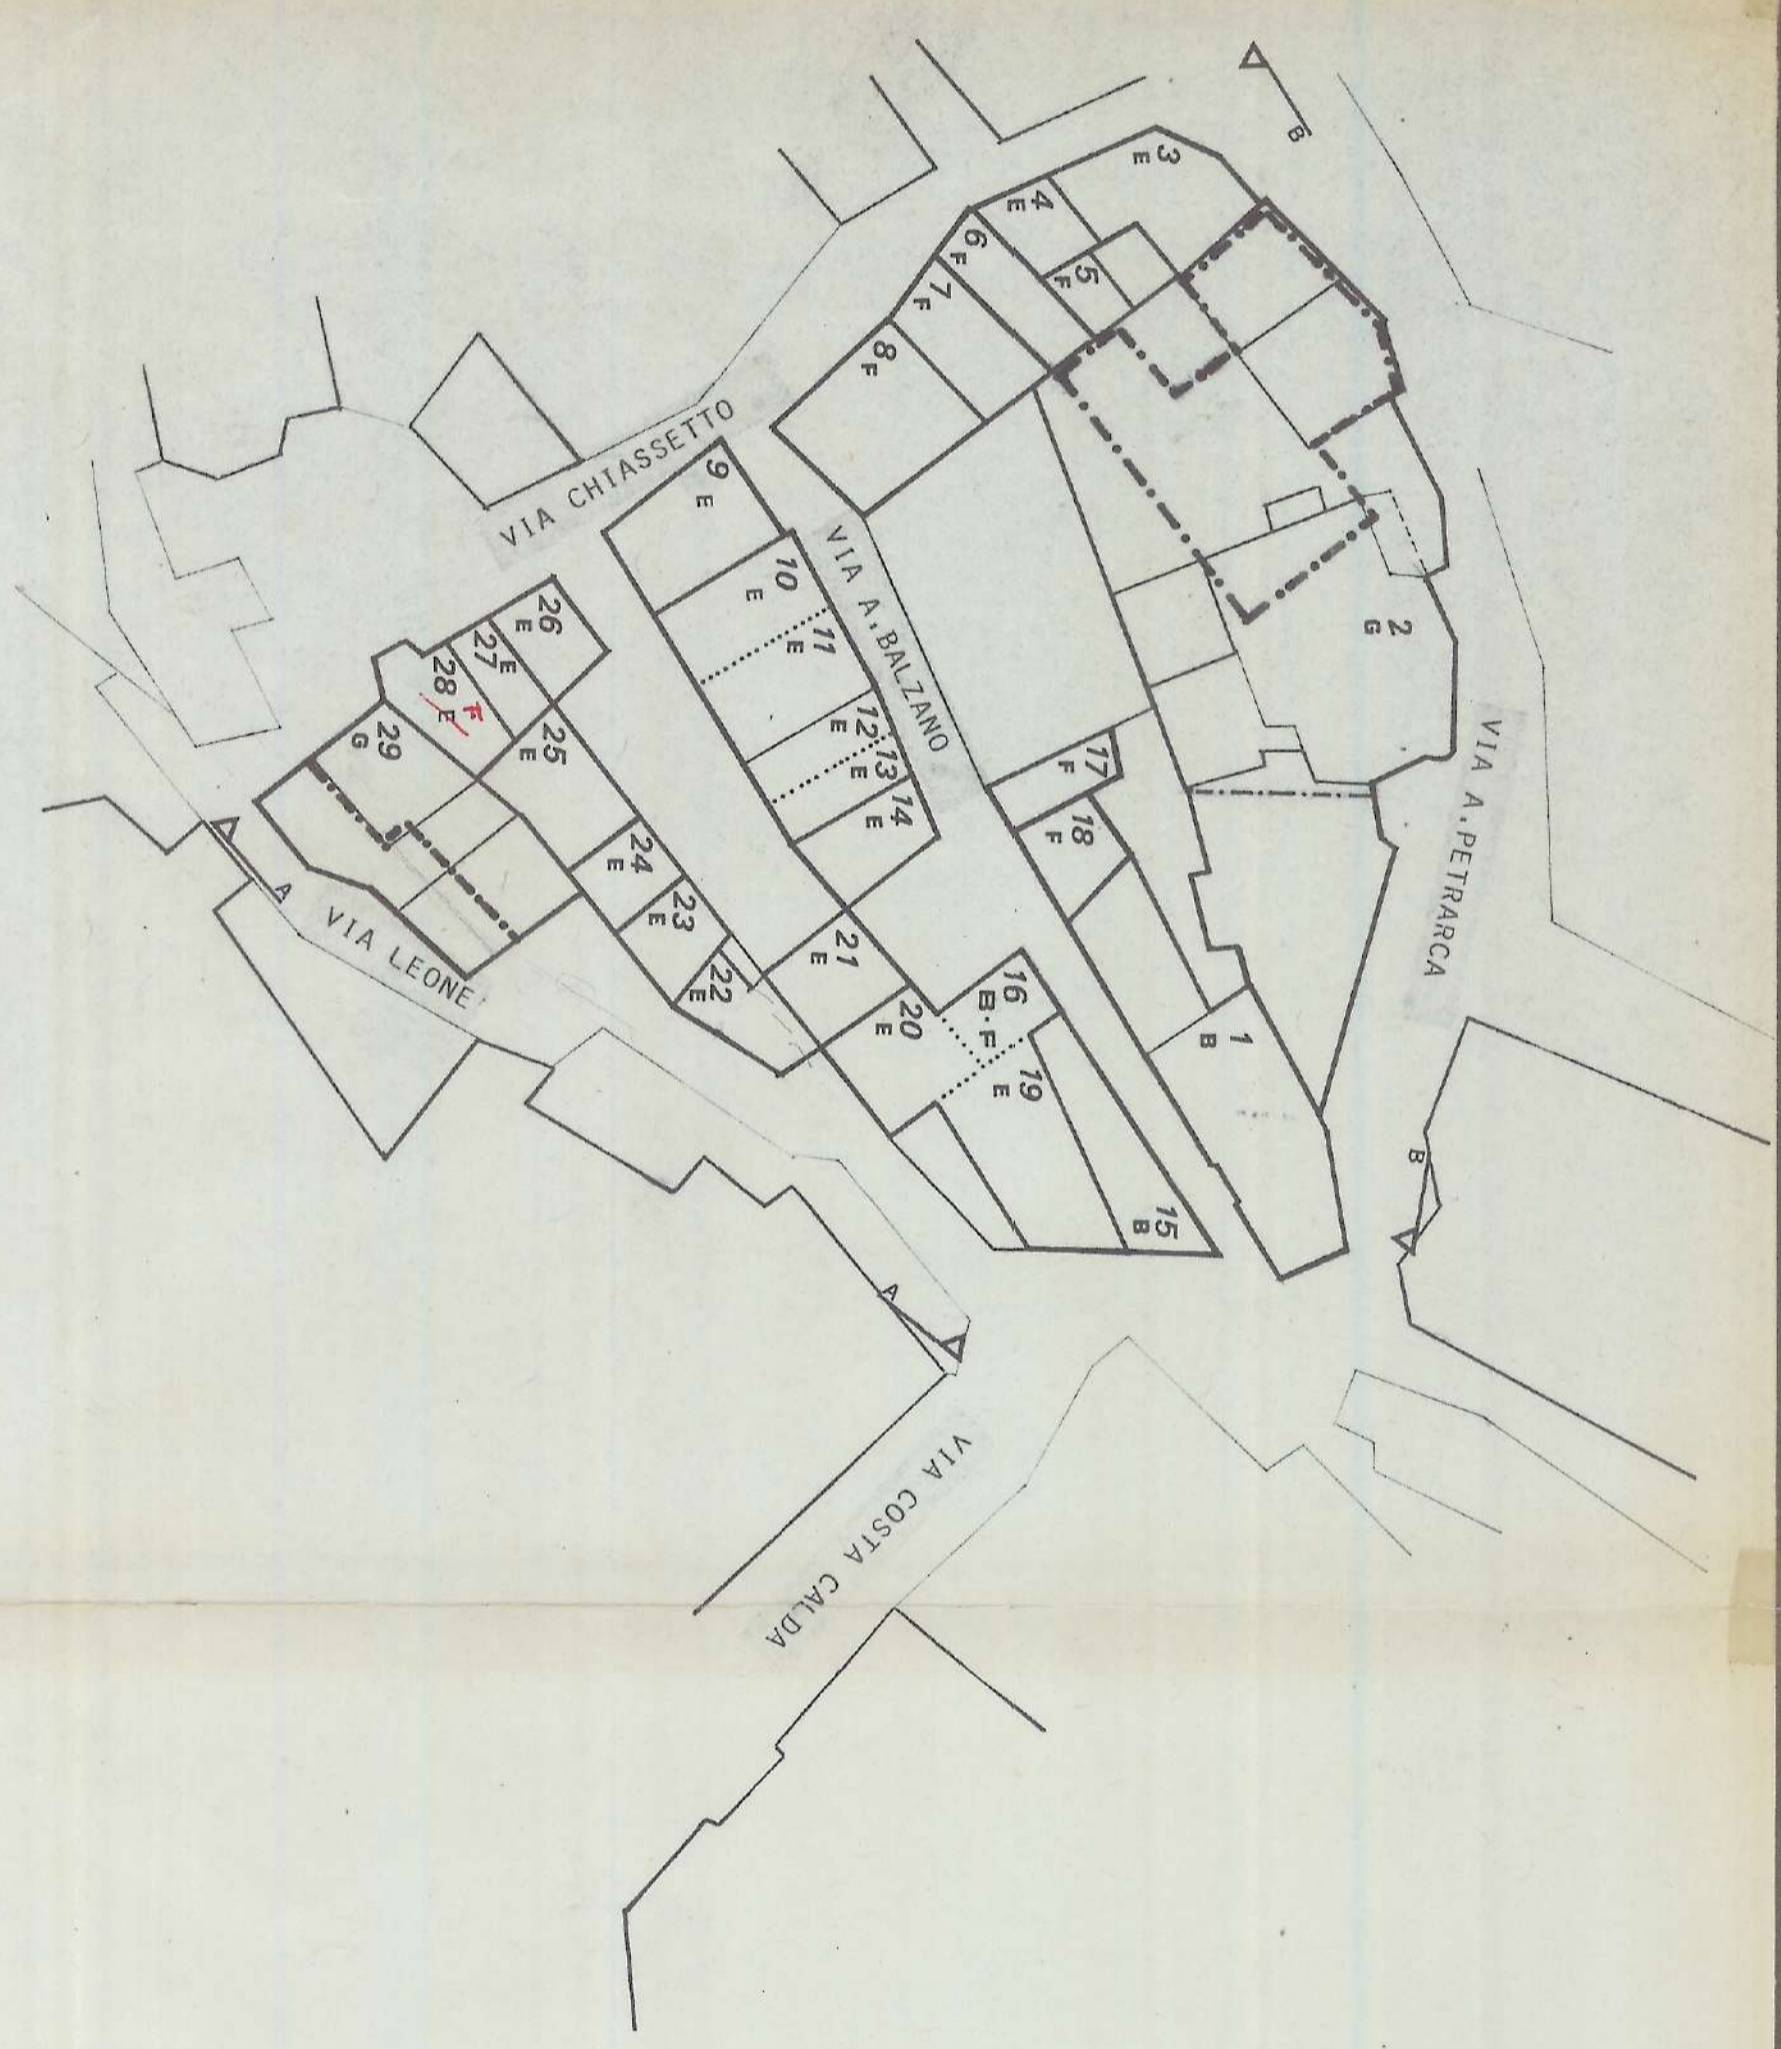 B
3
E
4
E
5
F
6
F
7
F
8
F
VIA CHIASSETTO
9
E
10
E
11
E
12
E
13
E
14
E
VIA A.BALZANO
2
G
VIA A.PETRARCA
17
F
18
F
1
B
B
26
E
27
E
28
E
F
29
G
25
E
24
E
23
E
22
E
21
E
20
E
16
B·F
19
E
15
B
A
VIA LEONE
A
VIA COSTA CALDA